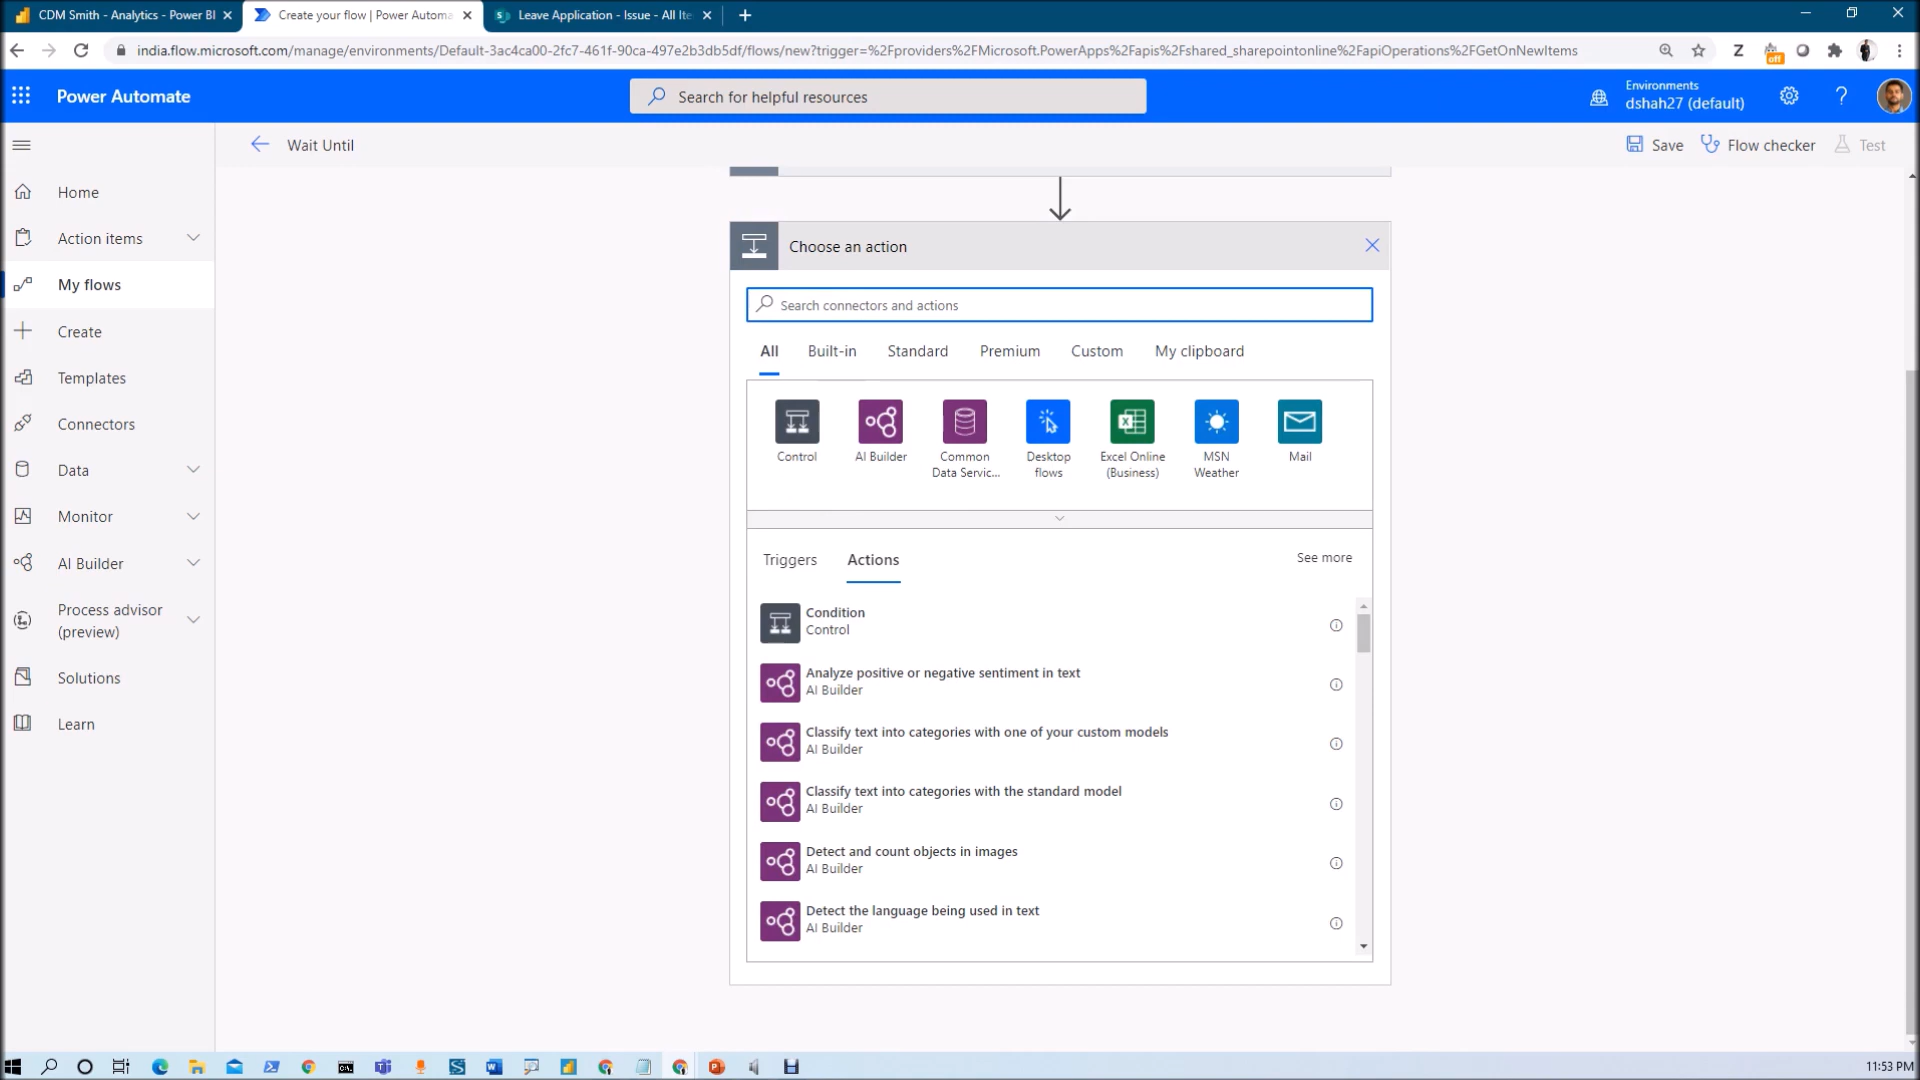 CDM Smith - Analytics - Power BI
Create your flow | Power Automa
Leave Application - Issue - All Ite
india.flow.microsoft.com/manage/environments/Default-3ac4ca00-2fc7-461f-90ca-497e2b3db5df/flows/new?trigger=%2Fproviders%2FMicrosoft.PowerApps%2Fapis%2Fshared_sharepointonline%2FapiOperations%2FGetOnNewItems
Z
off
Power Automate
Search for helpful resources
Environments
dshah27 (default)
?
Wait Until
Save
Flow checker
Test
Home
Action items
My flows
Create
Templates
Connectors
Data
Monitor
AI Builder
Process advisor
(preview)
Solutions
Learn
Choose an action
Search connectors and actions
All
Built-in
Standard
Premium
Custom
My clipboard
Control
AI Builder
Common
Data Servic...
Desktop
flows
Excel Online
(Business)
MSN
Weather
Mail
Triggers
Actions
See more
Condition
Control
Analyze positive or negative sentiment in text
AI Builder
Classify text into categories with one of your custom models
AI Builder
Classify text into categories with the standard model
AI Builder
Detect and count objects in images
AI Builder
Detect the language being used in text
AI Builder
11:53 PM